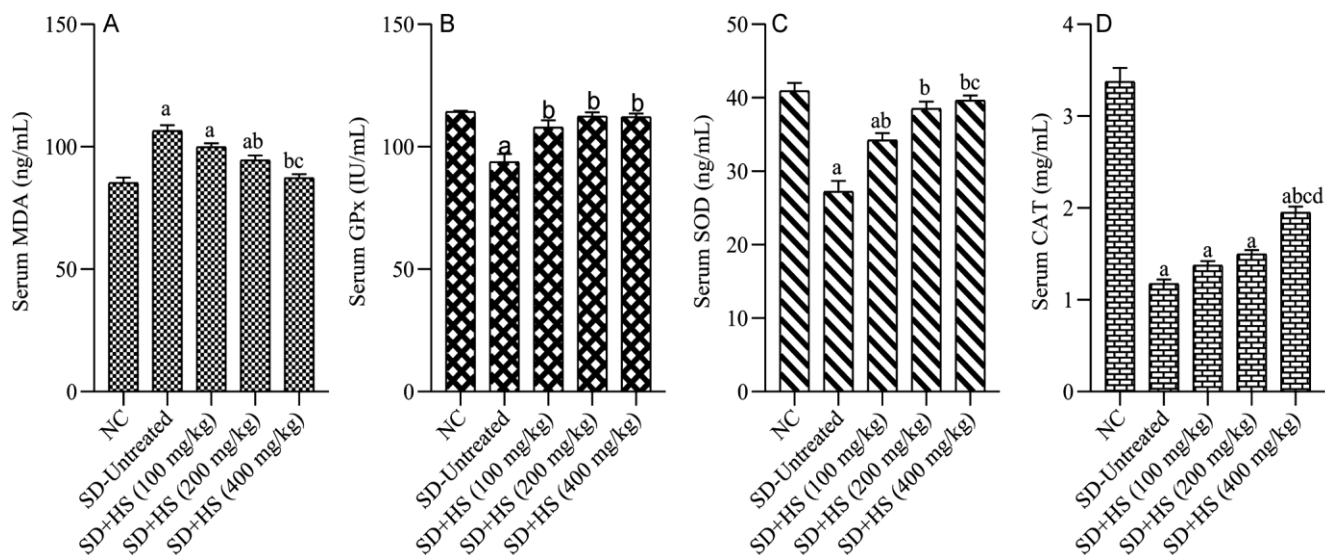 A
Serum MDA (ng/mL)
150
100
50
0
a
a
ab
bc
NC
SD-Untreated
SD+HS (100 mg/kg)
SD+HS (200 mg/kg)
SD+HS (400 mg/kg)
B
Serum GPx (IU/mL)
150
100
50
0
a
b
b
b
NC
SD-Untreated
SD+HS (100 mg/kg)
SD+HS (200 mg/kg)
SD+HS (400 mg/kg)
C
Serum SOD (ng/mL)
50
40
30
20
10
0
a
ab
b
bc
NC
SD-Untreated
SD+HS (100 mg/kg)
SD+HS (200 mg/kg)
SD+HS (400 mg/kg)
D
Serum CAT (mg/mL)
4
3
2
1
0
a
a
a
abcd
NC
SD-Untreated
SD+HS (100 mg/kg)
SD+HS (200 mg/kg)
SD+HS (400 mg/kg)